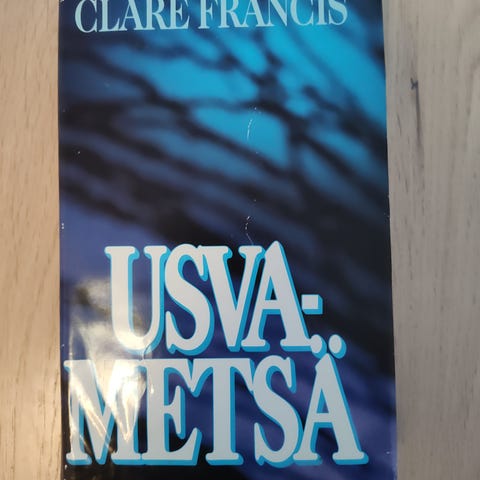 CLARE FRANCIS
USVA-
METSÄ